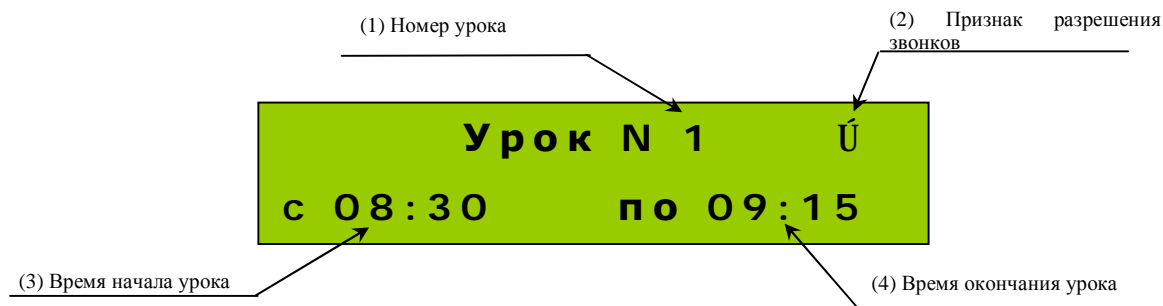 (1) Номер урока
(2) Признак разрешения
звонков
Урок N 1 Ú
с 08:30 по 09:15
(3) Время начала урока
(4) Время окончания урока